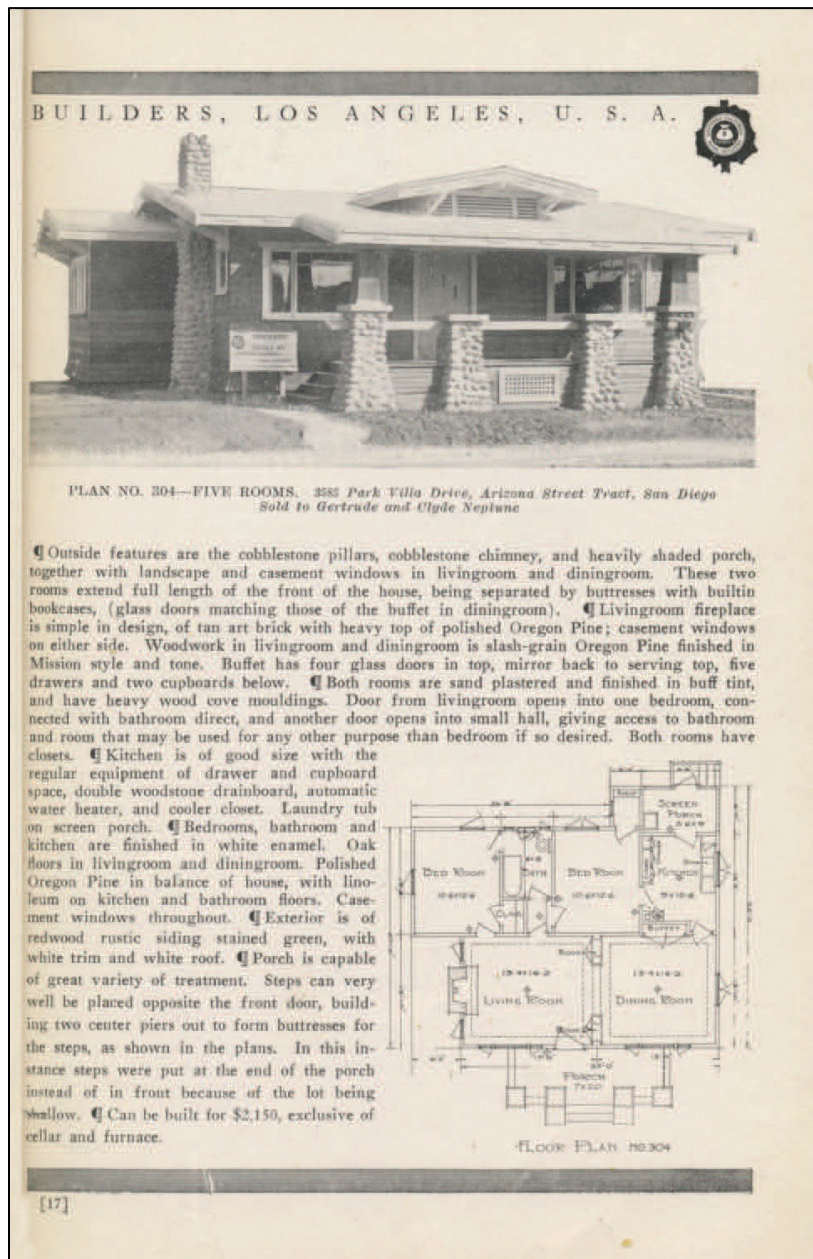 BUILDERS, LOS ANGELES, U. S. A.
PLAN NO. 304—FIVE ROOMS. 3585 Park Villa Drive, Arizona Street Tract, San Diego
Sold to Gertrude and Clyde Neptune
¶ Outside features are the cobblestone pillars, cobblestone chimney, and heavily shaded porch,
together with landscape and casement windows in livingroom and diningroom. These two
rooms extend full length of the front of the house, being separated by buttresses with builtin
bookcases, (glass doors matching those of the buffet in diningroom). ¶ Livingroom fireplace
is simple in design, of tan art brick with heavy top of polished Oregon Pine; casement windows
on either side. Woodwork in livingroom and diningroom is slash-grain Oregon Pine finished in
Mission style and tone. Buffet has four glass doors in top, mirror back to serving top, five
drawers and two cupboards below. ¶ Both rooms are sand plastered and finished in buff tint,
and have heavy wood cove mouldings. Door from livingroom opens into one bedroom, con-
nected with bathroom direct, and another door opens into small hall, giving access to bathroom
and room that may be used for any other purpose than bedroom if so desired. Both rooms have
closets. ¶ Kitchen is of good size with the
regular equipment of drawer and cupboard
space, double woodstone drainboard, automatic
water heater, and cooler closet. Laundry tub
on screen porch. ¶ Bedrooms, bathroom and
kitchen are finished in white enamel. Oak
floors in livingroom and diningroom. Polished
Oregon Pine in balance of house, with lino-
leum on kitchen and bathroom floors. Case-
ment windows throughout. ¶ Exterior is of
redwood rustic siding stained green, with
white trim and white roof. ¶ Porch is capable
of great variety of treatment. Steps can very
well be placed opposite the front door, build-
ing two center piers out to form buttresses for
the steps, as shown in the plans. In this in-
stance steps were put at the end of the porch
instead of in front because of the lot being
shallow. ¶ Can be built for $2,150, exclusive of
cellar and furnace.
SCREEN
PORCH
BED ROOM
BATH
BED ROOM
KITCHEN
CLOS.
BUFFET
LIVING ROOM
DINING ROOM
PORCH
7x20
FLOOR PLAN NO. 304
[17]